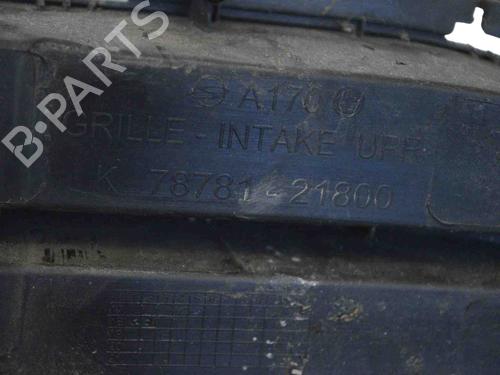 B-PARTS
A170
GRILLE - INTAKE UPR
K 78781-21800